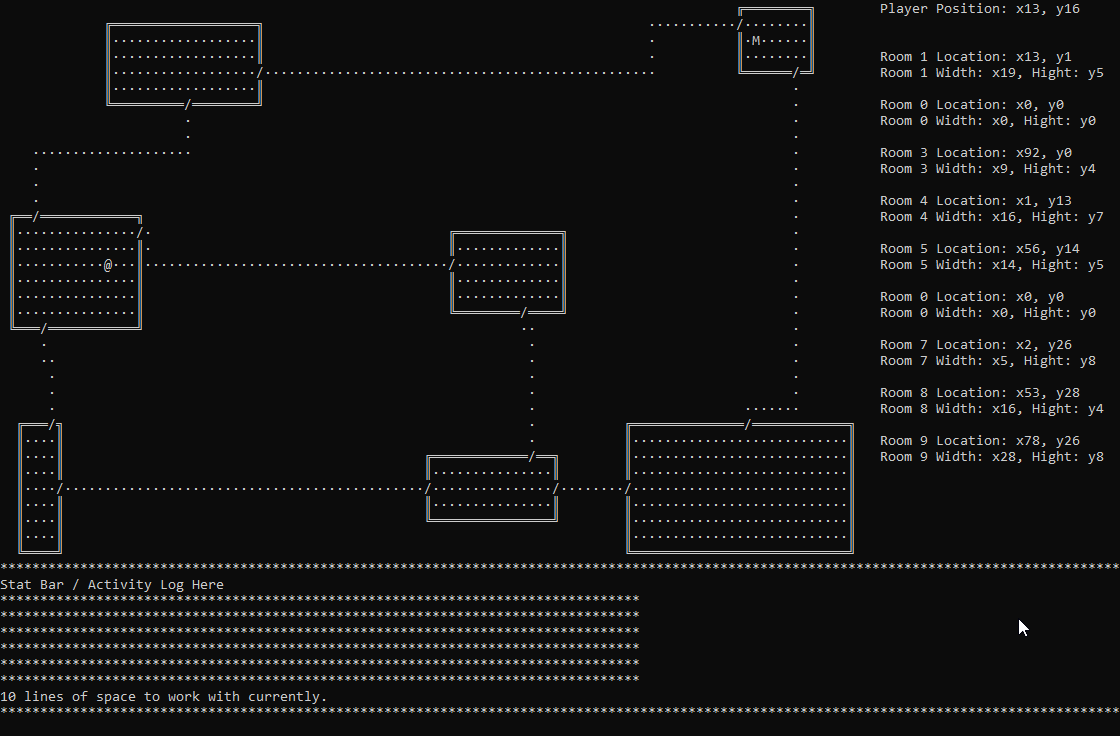 Player Position: x13, y16
Room 1 Location: x13, y1
Room 1 Width: x19, Hight: y5
Room 0 Location: x0, y0
Room 0 Width: x0, Hight: y0
Room 3 Location: x92, y0
Room 3 Width: x9, Hight: y4
Room 4 Location: x1, y13
Room 4 Width: x16, Hight: y7
Room 5 Location: x56, y14
Room 5 Width: x14, Hight: y5
Room 0 Location: x0, y0
Room 0 Width: x0, Hight: y0
Room 7 Location: x2, y26
Room 7 Width: x5, Hight: y8
Room 8 Location: x53, y28
Room 8 Width: x16, Hight: y4
Room 9 Location: x78, y26
Room 9 Width: x28, Hight: y8
M
@
Stat Bar / Activity Log Here
10 lines of space to work with currently.